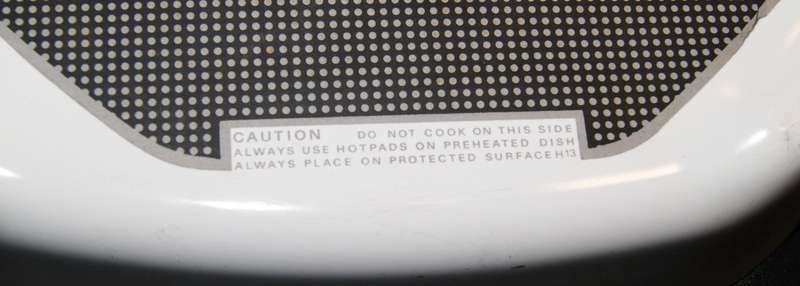 CAUTION DO NOT COOK ON THIS SIDE
ALWAYS USE HOTPADS ON PREHEATED DISH
ALWAYS PLACE ON PROTECTED SURFACE H13